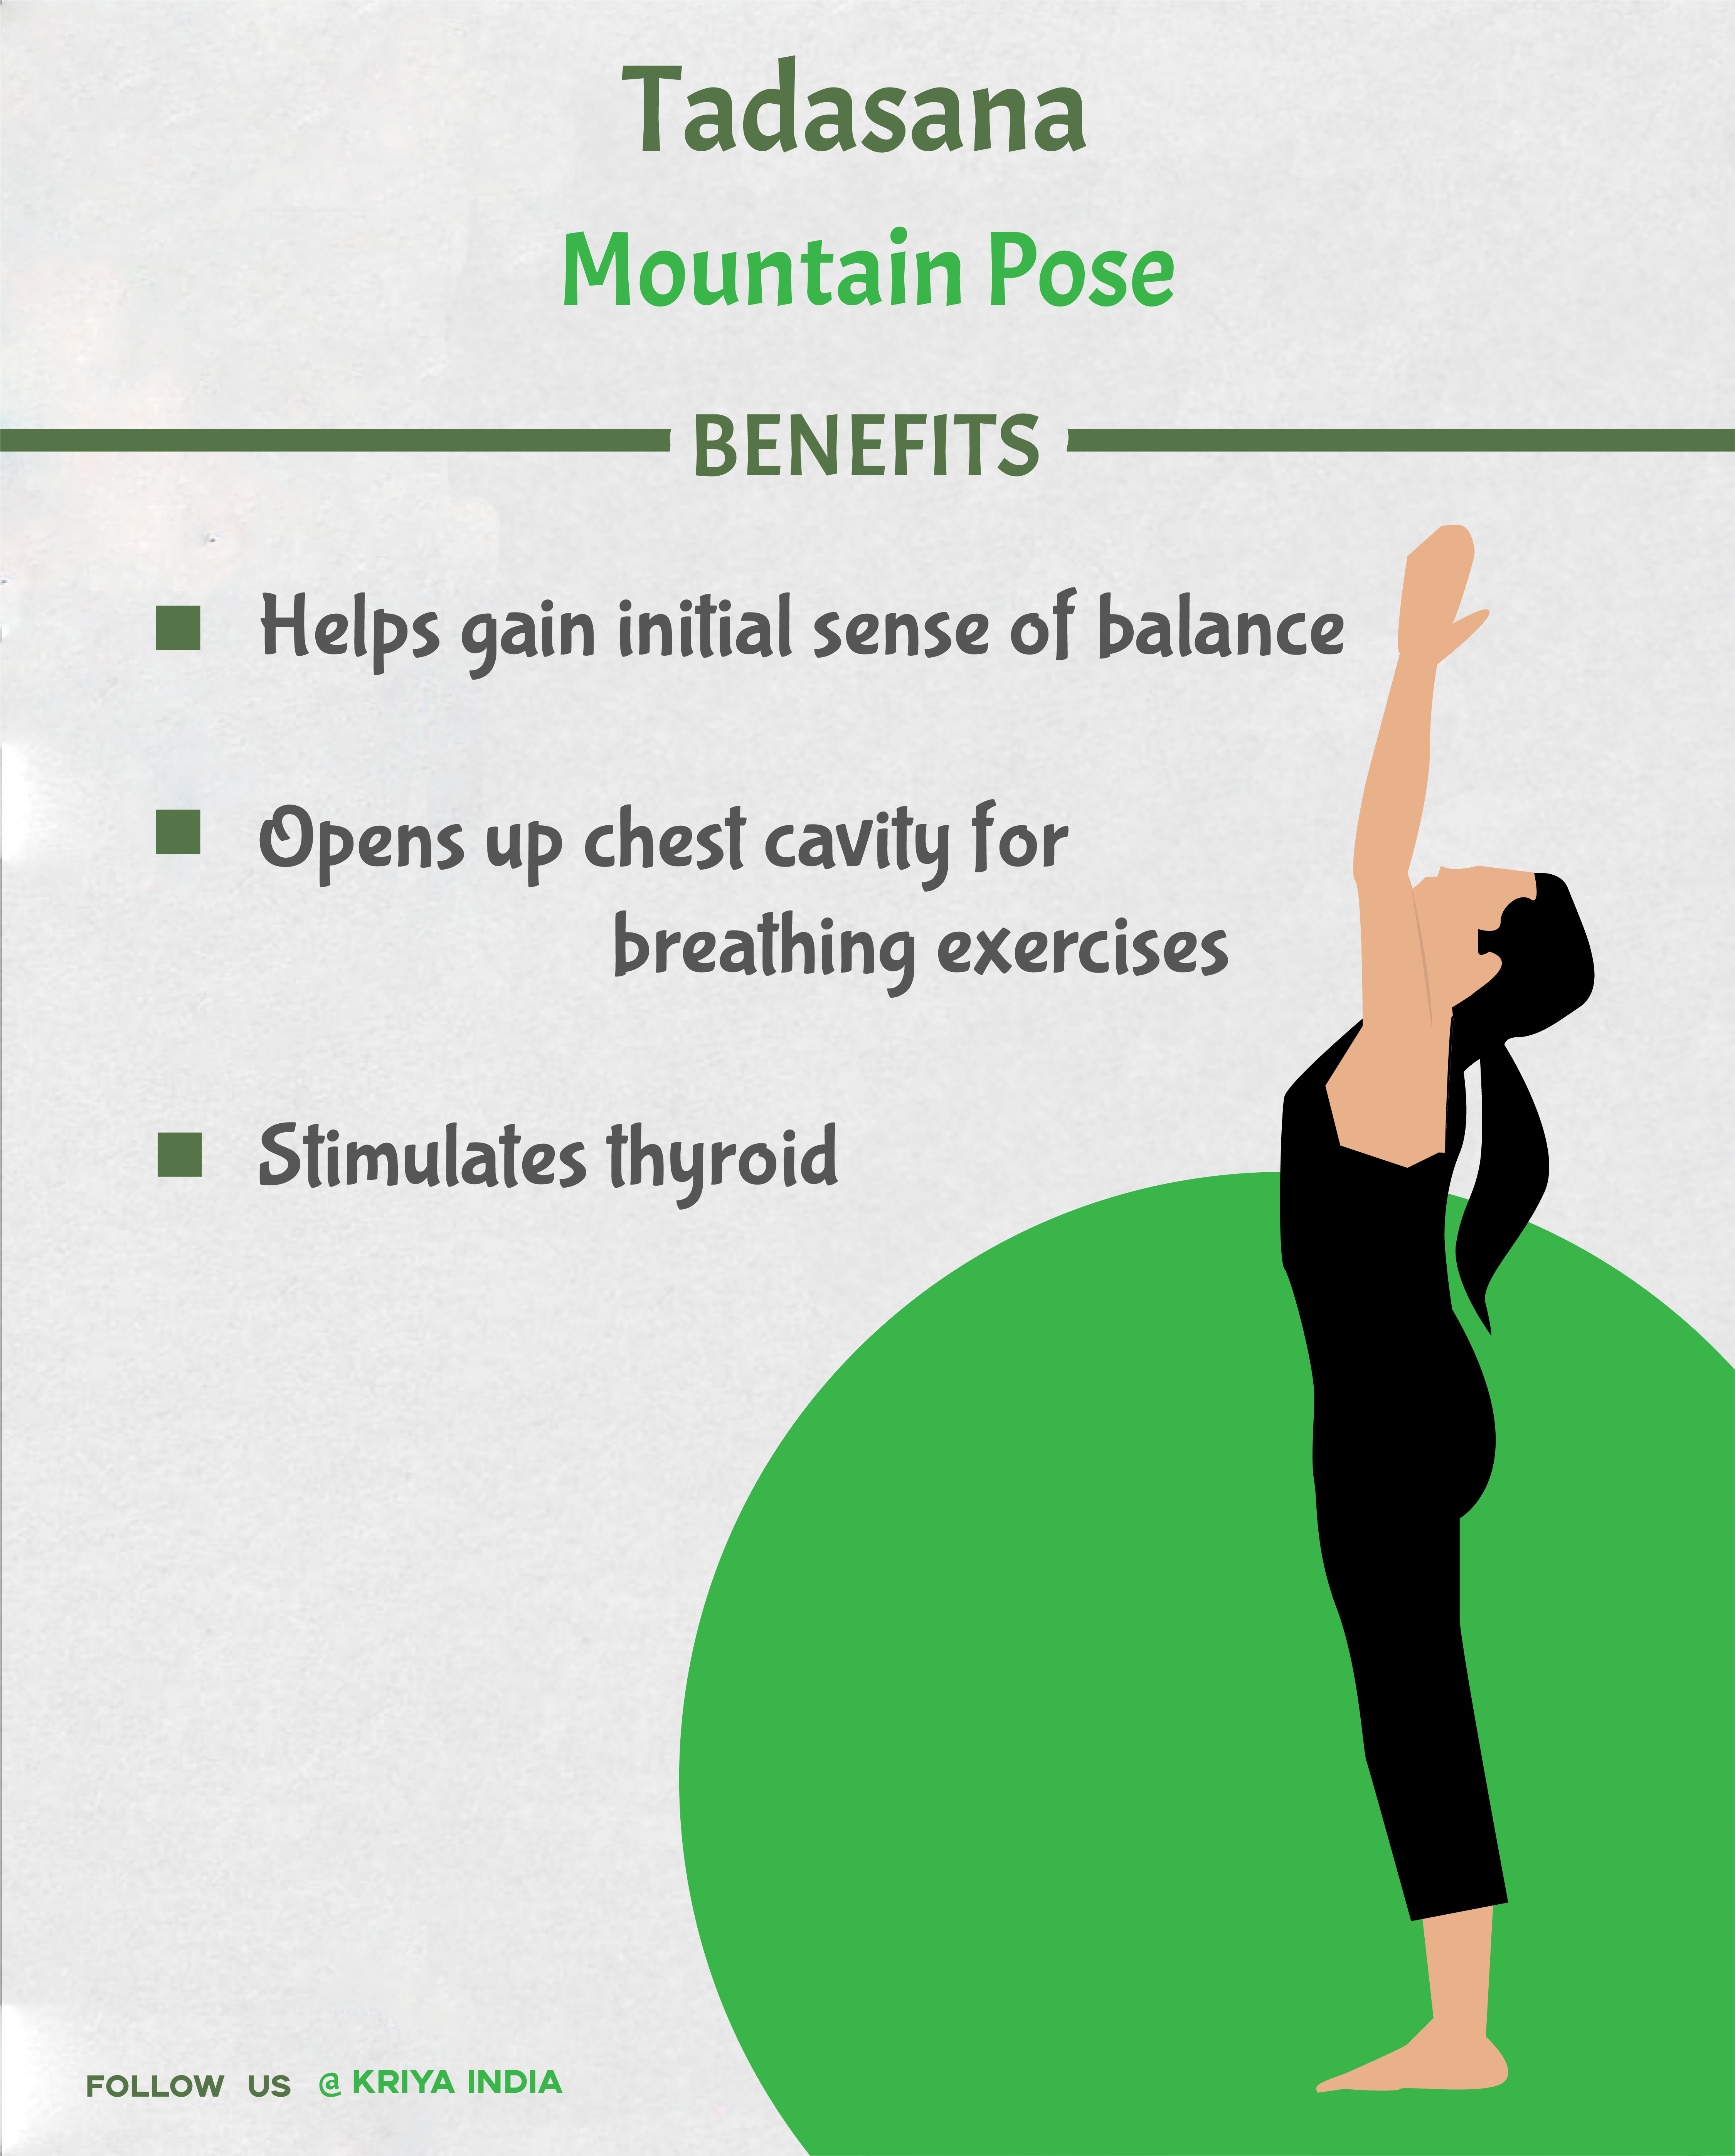 Tadasana
Mountain Pose
BENEFITS
Helps gain initial sense of balance
Opens up chest cavity for
breathing exercises
Stimulates thyroid
FOLLOW US @ KRIYA INDIA